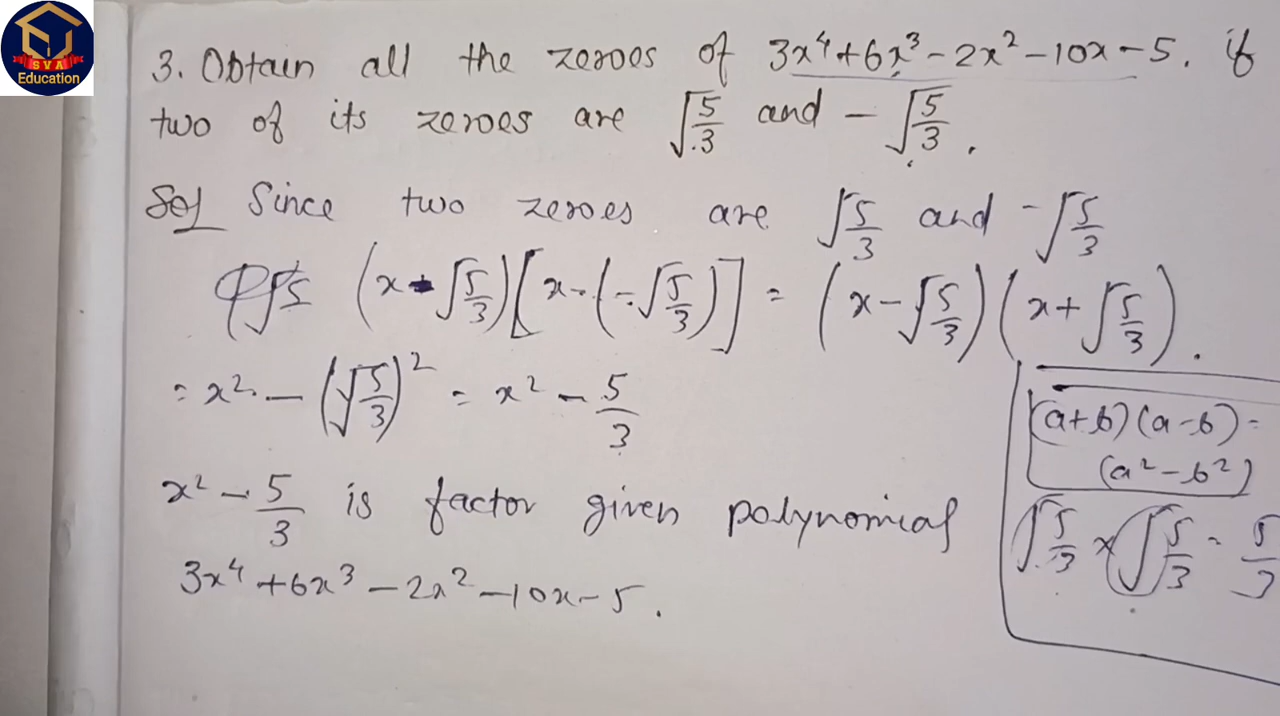 SVA
Education
3. Obtain all the zeroes of 3x⁴+6x³-2x²-10x-5. if
two of its zeroes are √5/3 and -√5/3.
Sol Since two zeroes are √5/3 and -√5/3
(x-√5/3)[x-(-√5/3)] = (x-√5/3)(x+√5/3).
= x²-(√5/3)² = x²-5/3
(a+b)(a-b)=
(a²-b²)
x²-5/3 is factor given polynomial
√5/3×√5/3=5/3
3x⁴+6x³-2x²-10x-5.